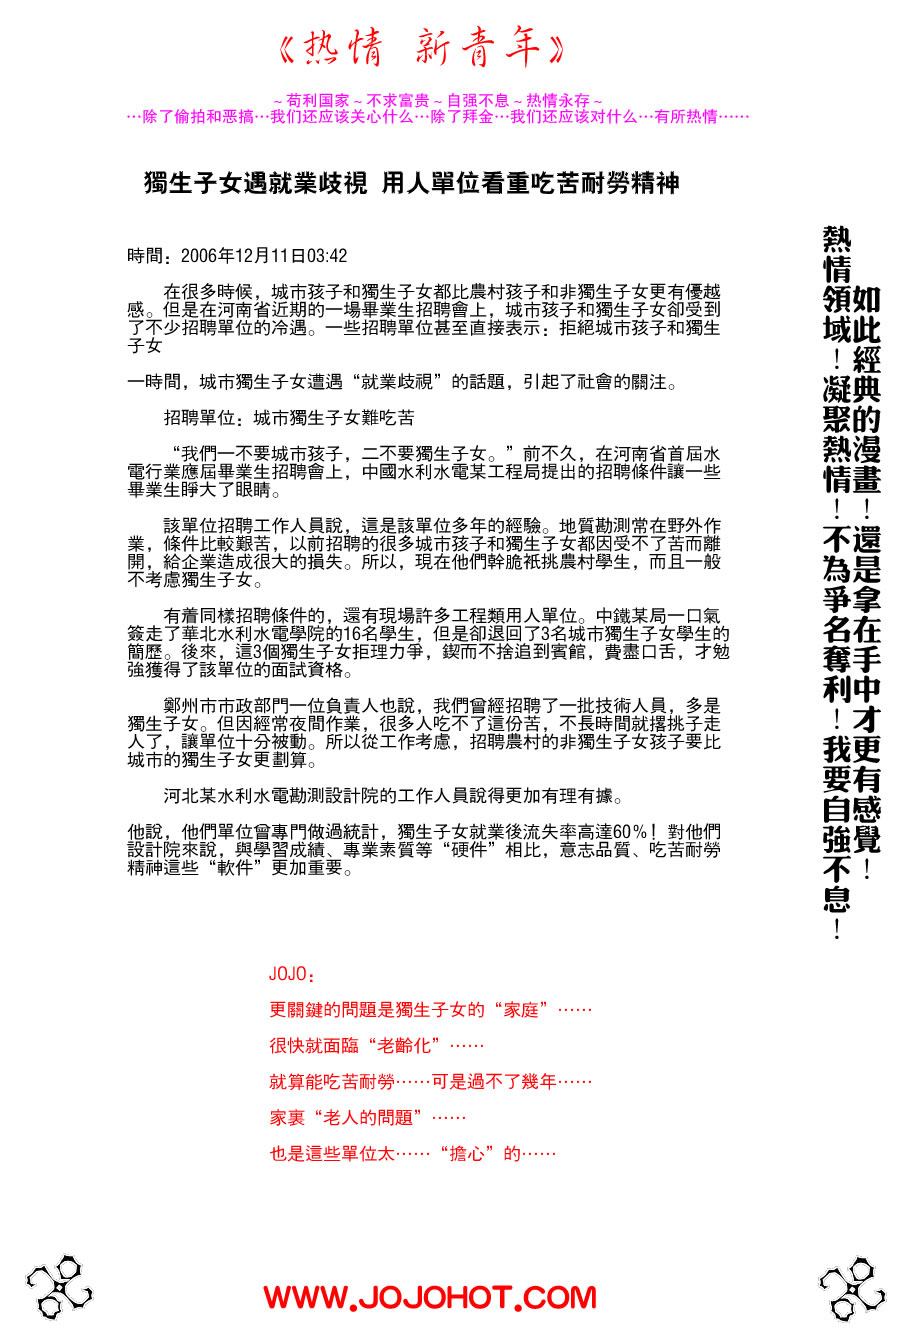 《热情 新青年》
～苟利国家～不求富贵～自强不息～热情永存～
…除了偷拍和恶搞…我们还应该关心什么…除了拜金…我们还应该对什么…有所热情……
獨生子女遇就業歧視 用人單位看重吃苦耐勞精神
時間：2006年12月11日03:42
在很多時候，城市孩子和獨生子女都比農村孩子和非獨生子女更有優越
感。但是在河南省近期的一場畢業生招聘會上，城市孩子和獨生子女卻受到
了不少招聘單位的冷遇。一些招聘單位甚至直接表示：拒絕城市孩子和獨生
子女
一時間，城市獨生子女遭遇“就業歧視”的話題，引起了社會的關注。
招聘單位：城市獨生子女難吃苦
“我們一不要城市孩子，二不要獨生子女。”前不久，在河南省首屆水
電行業應屆畢業生招聘會上，中國水利水電某工程局提出的招聘條件讓一些
畢業生睜大了眼睛。
該單位招聘工作人員說，這是該單位多年的經驗。地質勘測常在野外作
業，條件比較艱苦，以前招聘的很多城市孩子和獨生子女都因受不了苦而離
開，給企業造成很大的損失。所以，現在他們幹脆衹挑農村學生，而且一般
不考慮獨生子女。
有着同樣招聘條件的，還有現場許多工程類用人單位。中鐵某局一口氣
簽走了華北水利水電學院的16名學生，但是卻退回了3名城市獨生子女學生的
簡歷。後來，這3個獨生子女拒理力爭，鍥而不捨追到賓館，費盡口舌，才勉
強獲得了該單位的面試資格。
鄭州市市政部門一位負責人也說，我們曾經招聘了一批技術人員，多是
獨生子女。但因經常夜間作業，很多人吃不了這份苦，不長時間就撂挑子走
人了，讓單位十分被動。所以從工作考慮，招聘農村的非獨生子女孩子要比
城市的獨生子女更劃算。
河北某水利水電勘測設計院的工作人員說得更加有理有據。
他說，他們單位曾專門做過統計，獨生子女就業後流失率高達60%！對他們
設計院來說，與學習成績、專業素質等“硬件”相比，意志品質、吃苦耐勞
精神這些“軟件”更加重要。
JOJO：
更關鍵的問題是獨生子女的“家庭”……
很快就面臨“老齡化”……
就算能吃苦耐勞……可是過不了幾年……
家裏“老人的問題”……
也是這些單位太……“擔心”的……
如此經典的漫畫！還是拿在手中才更有感覺！
熱情領域！凝聚熱情！不為爭名奪利！我要自強不息！
WWW.JOJOHOT.COM